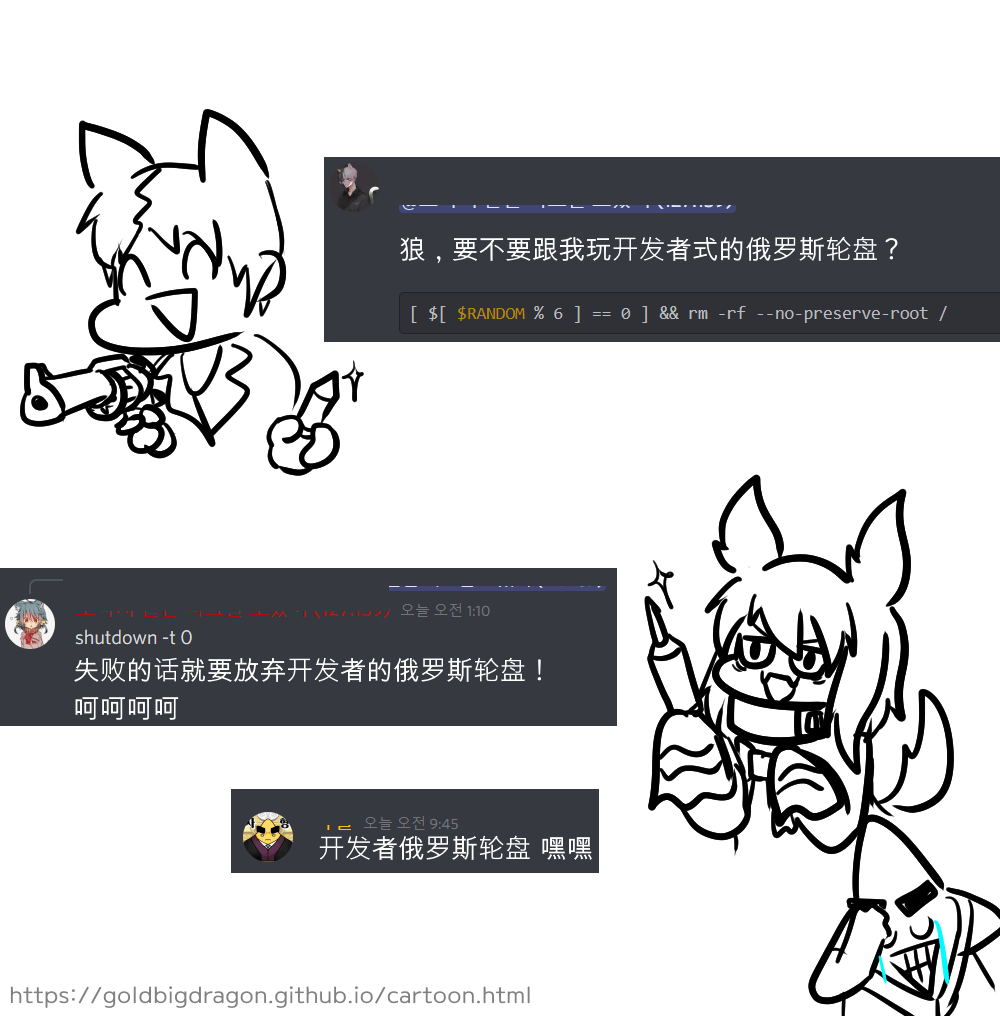 狼，要不要跟我玩开发者式的俄罗斯轮盘？
[ $[ $RANDOM % 6 ] == 0 ] && rm -rf --no-preserve-root /
오늘 오전 1:10
shutdown -t 0
失败的话就要放弃开发者的俄罗斯轮盘！
呵呵呵呵
오늘 오전 9:45
开发者俄罗斯轮盘 嘿嘿
https://goldbigdragon.github.io/cartoon.html